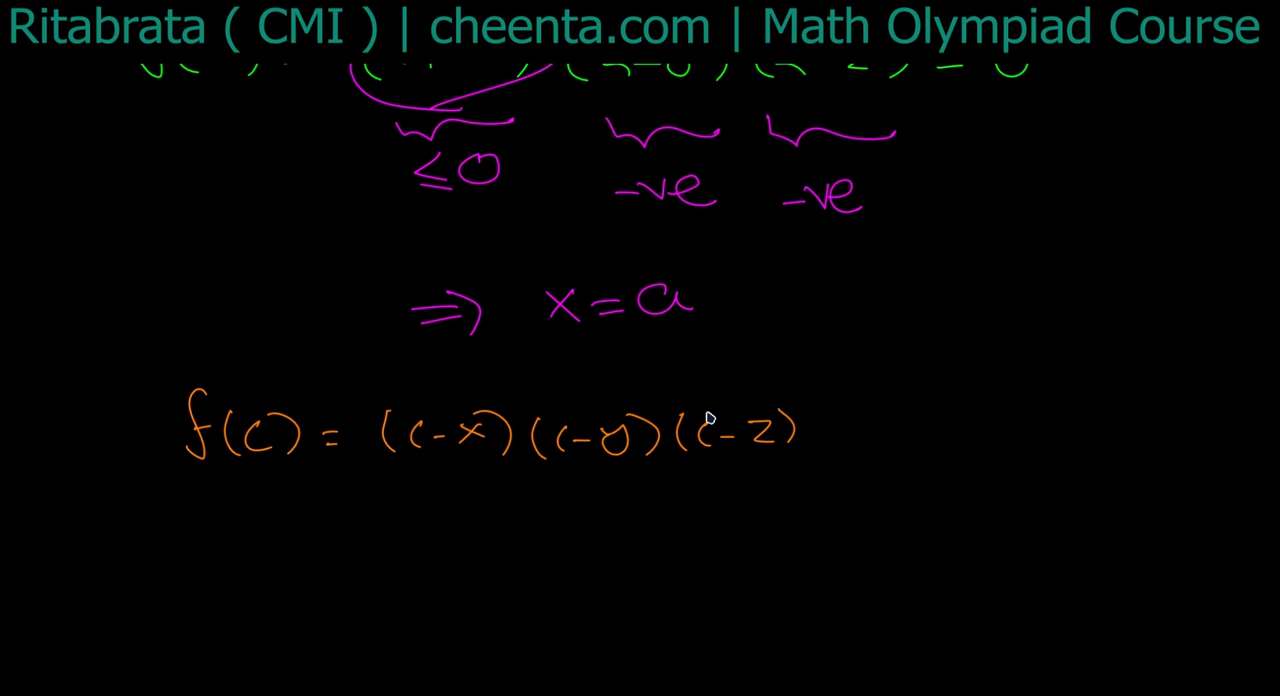 Ritabrata ( CMI ) | cheenta.com | Math Olympiad Course
≤0 -ve -ve
⇒ x=a
f(c) = (c-x)(c-y)(c-z)